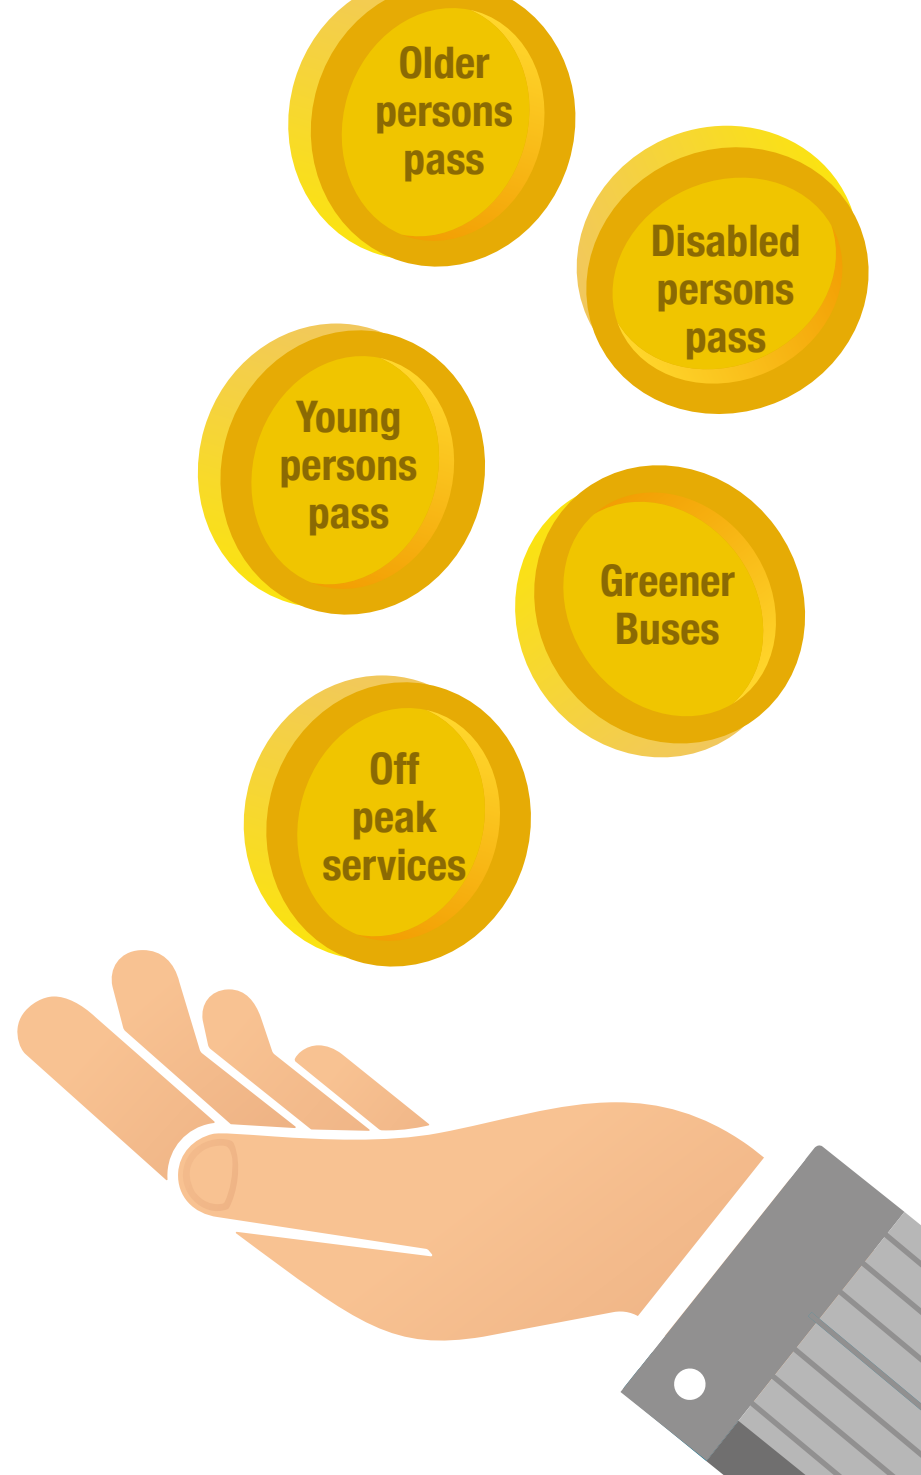 Older
persons
pass
Disabled
persons
pass
Young
persons
pass
Greener
Buses
Off
peak
services